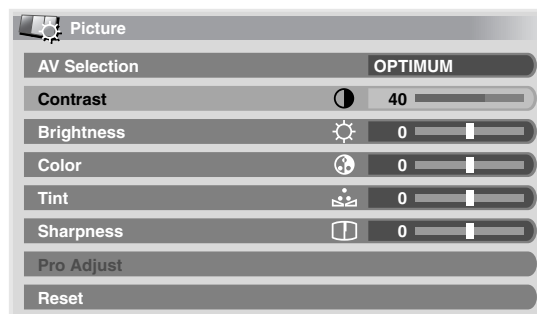 Picture
AV Selection OPTIMUM
Contrast 40
Brightness 0
Color 0
Tint 0
Sharpness 0
Pro Adjust
Reset